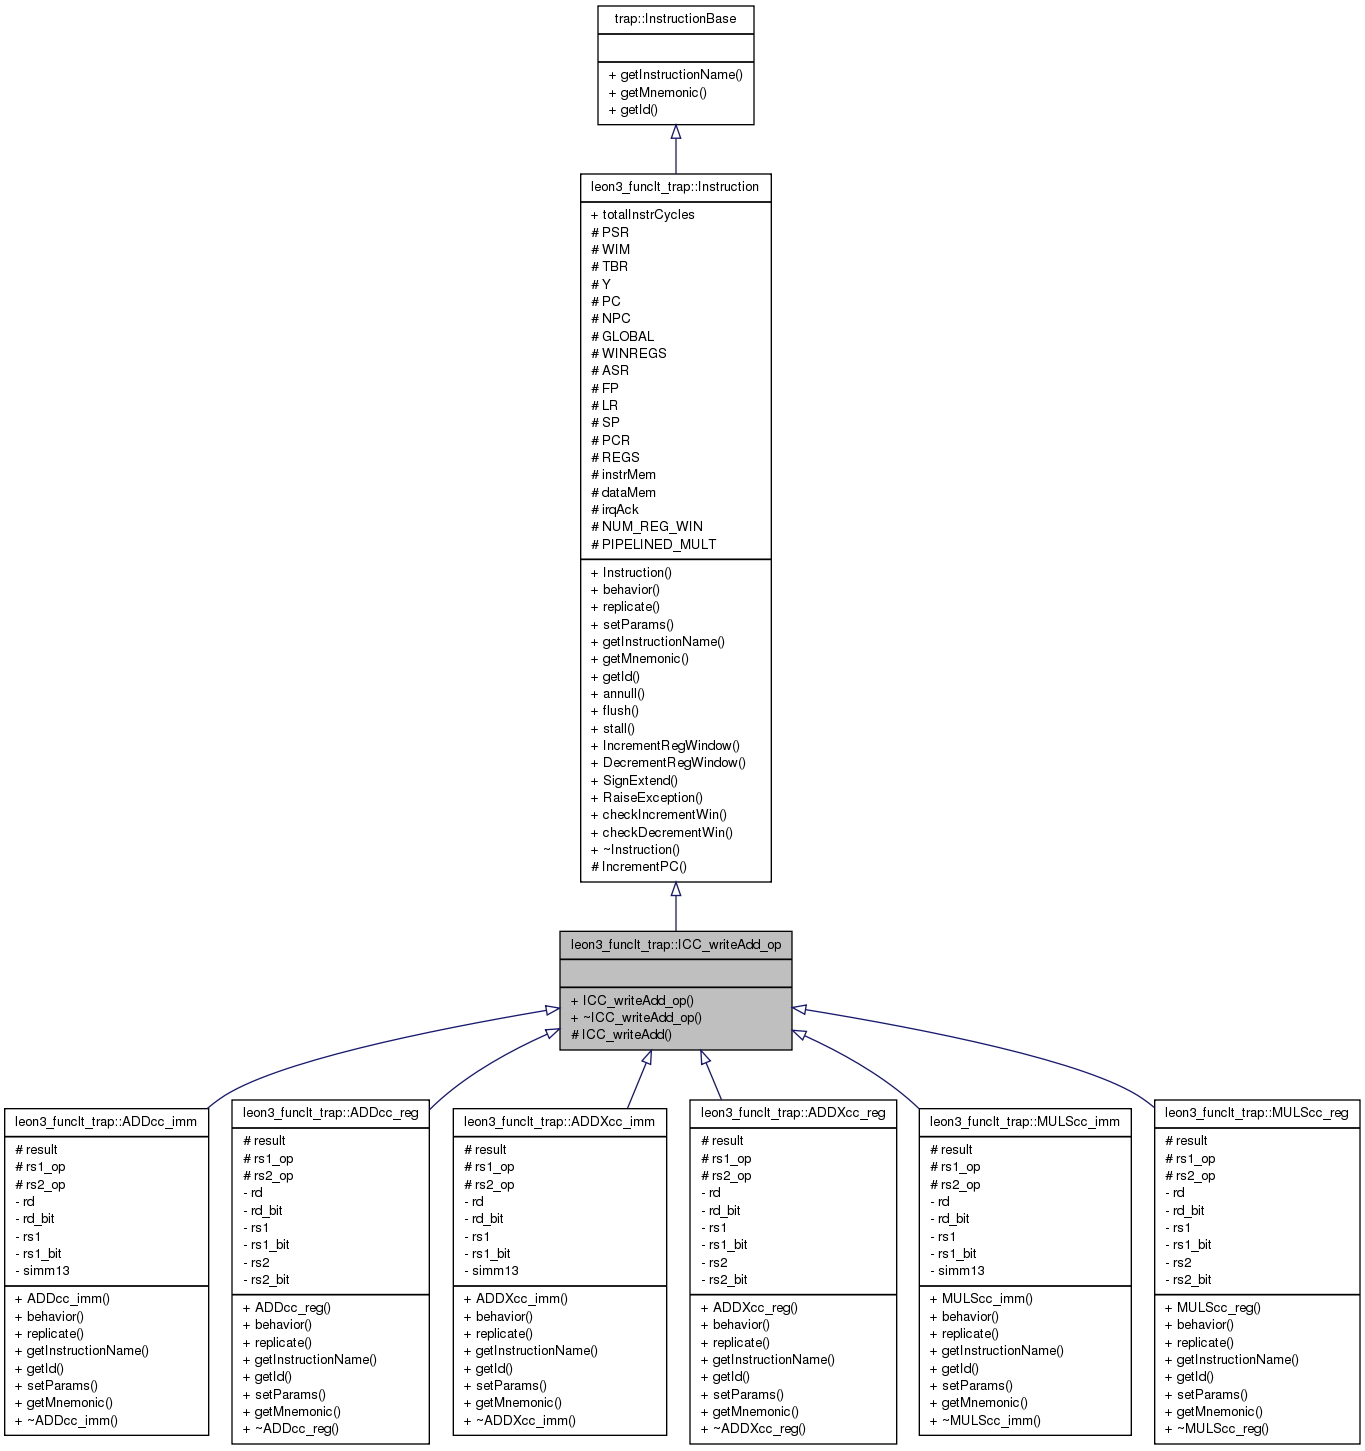 trap::InstructionBase
+ getInstructionName()
+ getMnemonic()
+ getId()
leon3_funclt_trap::Instruction
+ totalInstrCycles
# PSR
# WIM
# TBR
# Y
# PC
# NPC
# GLOBAL
# WINREGS
# ASR
# FP
# LR
# SP
# PCR
# REGS
# instrMem
# dataMem
# irqAck
# NUM_REG_WIN
# PIPELINED_MULT
+ Instruction()
+ behavior()
+ replicate()
+ setParams()
+ getInstructionName()
+ getMnemonic()
+ getId()
+ annull()
+ flush()
+ stall()
+ IncrementRegWindow()
+ DecrementRegWindow()
+ SignExtend()
+ RaiseException()
+ checkIncrementWin()
+ checkDecrementWin()
+ ~Instruction()
# IncrementPC()
leon3_funclt_trap::ICC_writeAdd_op
+ ICC_writeAdd_op()
+ ~ICC_writeAdd_op()
# ICC_writeAdd()
leon3_funclt_trap::ADDcc_imm
# result
# rs1_op
# rs2_op
- rd
- rd_bit
- rs1
- rs1_bit
- simm13
+ ADDcc_imm()
+ behavior()
+ replicate()
+ getInstructionName()
+ getId()
+ setParams()
+ getMnemonic()
+ ~ADDcc_imm()
leon3_funclt_trap::ADDcc_reg
# result
# rs1_op
# rs2_op
- rd
- rd_bit
- rs1
- rs1_bit
- rs2
- rs2_bit
+ ADDcc_reg()
+ behavior()
+ replicate()
+ getInstructionName()
+ getId()
+ setParams()
+ getMnemonic()
+ ~ADDcc_reg()
leon3_funclt_trap::ADDXcc_imm
# result
# rs1_op
# rs2_op
- rd
- rd_bit
- rs1
- rs1_bit
- simm13
+ ADDXcc_imm()
+ behavior()
+ replicate()
+ getInstructionName()
+ getId()
+ setParams()
+ getMnemonic()
+ ~ADDXcc_imm()
leon3_funclt_trap::ADDXcc_reg
# result
# rs1_op
# rs2_op
- rd
- rd_bit
- rs1
- rs1_bit
- rs2
- rs2_bit
+ ADDXcc_reg()
+ behavior()
+ replicate()
+ getInstructionName()
+ getId()
+ setParams()
+ getMnemonic()
+ ~ADDXcc_reg()
leon3_funclt_trap::MULScc_imm
# result
# rs1_op
# rs2_op
- rd
- rd_bit
- rs1
- rs1_bit
- simm13
+ MULScc_imm()
+ behavior()
+ replicate()
+ getInstructionName()
+ getId()
+ setParams()
+ getMnemonic()
+ ~MULScc_imm()
leon3_funclt_trap::MULScc_reg
# result
# rs1_op
# rs2_op
- rd
- rd_bit
- rs1
- rs1_bit
- rs2
- rs2_bit
+ MULScc_reg()
+ behavior()
+ replicate()
+ getInstructionName()
+ getId()
+ setParams()
+ getMnemonic()
+ ~MULScc_reg()